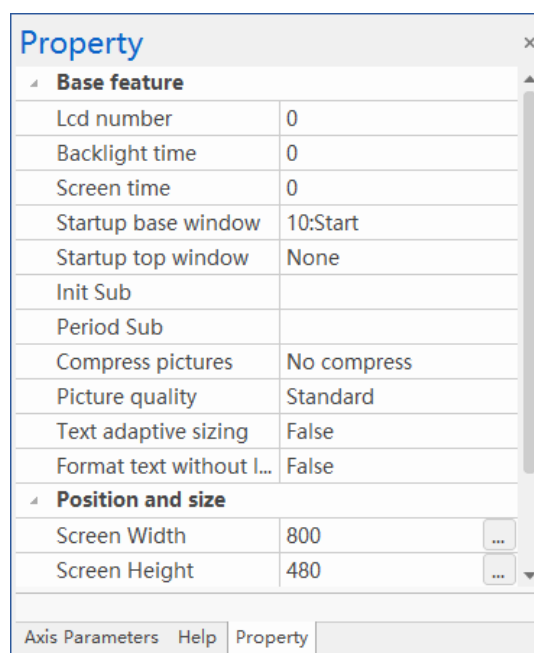 Property
Base feature
Lcd number 0
Backlight time 0
Screen time 0
Startup base window 10:Start
Startup top window None
Init Sub
Period Sub
Compress pictures No compress
Picture quality Standard
Text adaptive sizing False
Format text without l... False
Position and size
Screen Width 800 ...
Screen Height 480 ...
Axis Parameters Help Property